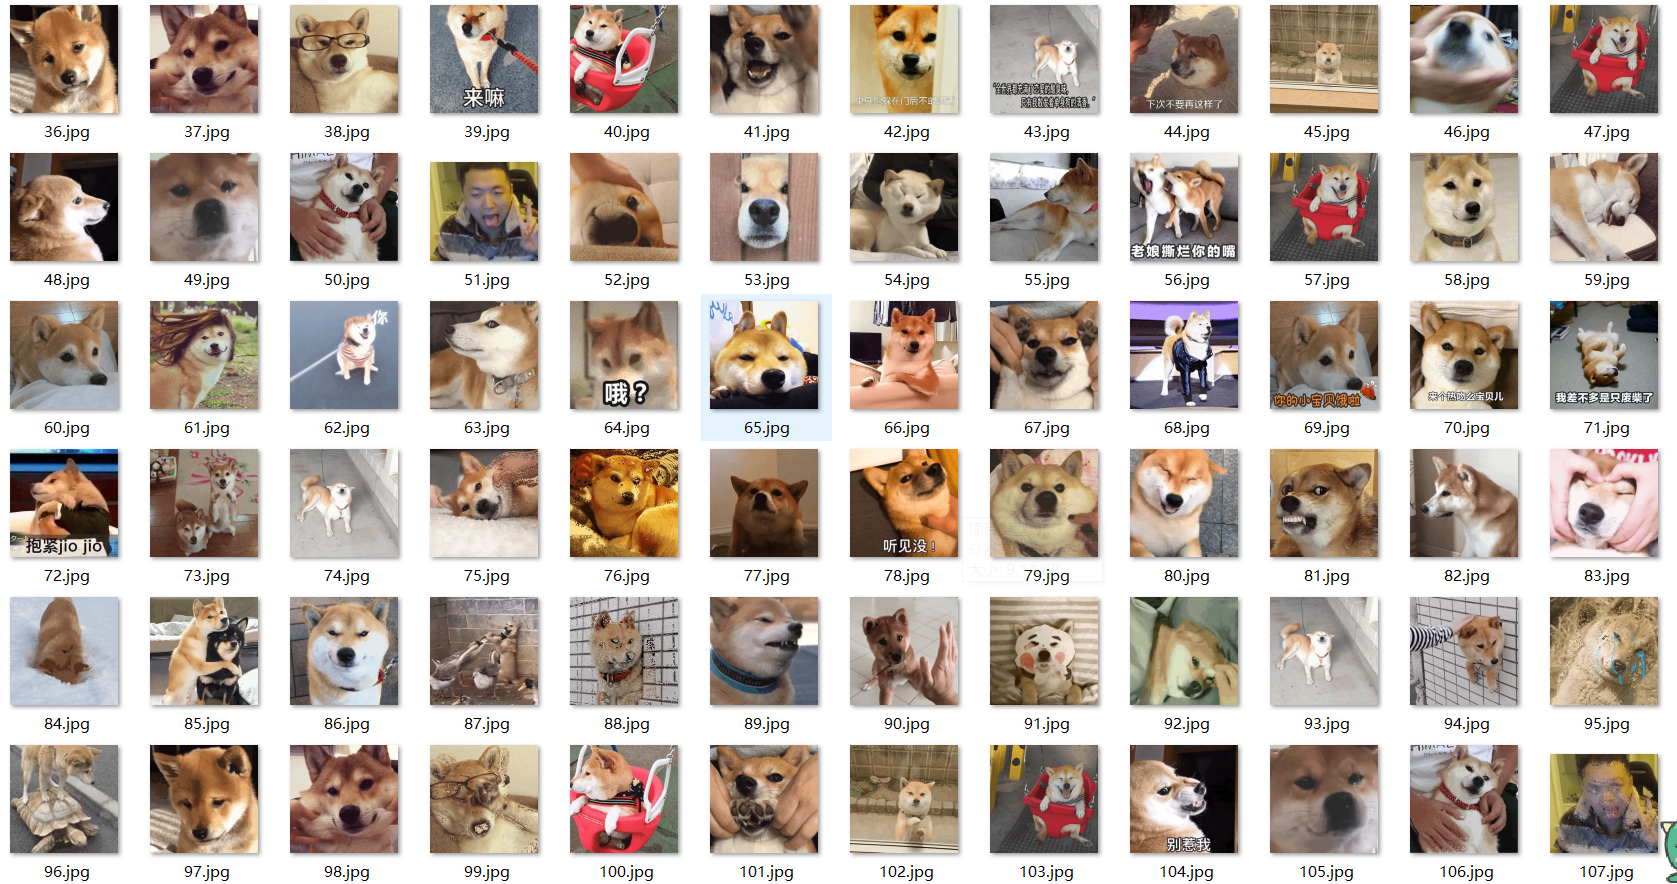 来嘛
下次不要再这样了
36.jpg 37.jpg 38.jpg 39.jpg 40.jpg 41.jpg 42.jpg 43.jpg 44.jpg 45.jpg 46.jpg 47.jpg
老娘撕烂你的嘴
48.jpg 49.jpg 50.jpg 51.jpg 52.jpg 53.jpg 54.jpg 55.jpg 56.jpg 57.jpg 58.jpg 59.jpg
你
哦？
你的小宝贝饿啦
来个热吻么宝贝儿
我差不多是只废柴了
60.jpg 61.jpg 62.jpg 63.jpg 64.jpg 65.jpg 66.jpg 67.jpg 68.jpg 69.jpg 70.jpg 71.jpg
抱紧jio jio
听见没！
72.jpg 73.jpg 74.jpg 75.jpg 76.jpg 77.jpg 78.jpg 79.jpg 80.jpg 81.jpg 82.jpg 83.jpg
84.jpg 85.jpg 86.jpg 87.jpg 88.jpg 89.jpg 90.jpg 91.jpg 92.jpg 93.jpg 94.jpg 95.jpg
别惹我
96.jpg 97.jpg 98.jpg 99.jpg 100.jpg 101.jpg 102.jpg 103.jpg 104.jpg 105.jpg 106.jpg 107.jpg